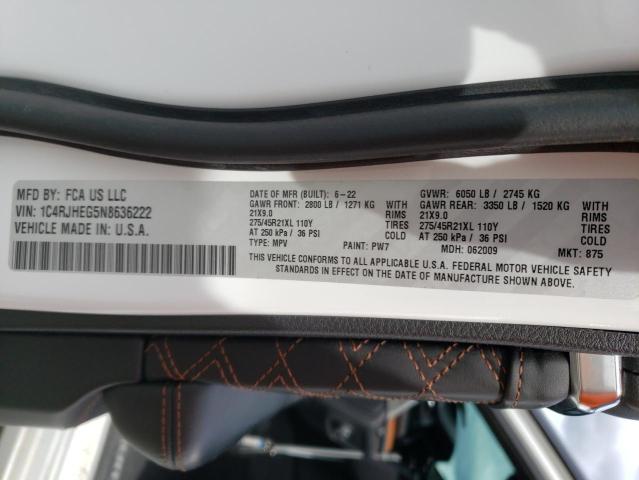 MFD BY: FCA US LLC
VIN: 1C4RJHEG5N8636222
VEHICLE MADE IN U.S.A.
DATE OF MFR (BUILT): 6-22
GAWR FRONT: 2800 LB / 1271 KG
21X9.0 RIMS
275/45R21XL 110Y TIRES
AT 250 kPa / 36 PSI COLD
TYPE: MPV PAINT: PW7
GVWR: 6050 LB / 2745 KG
GAWR REAR: 3350 LB / 1520 KG
21X9.0 RIMS
275/45R21XL 110Y TIRES
AT 250 kPa / 36 PSI COLD
MDH: 062009 MKT: 875
THIS VEHICLE CONFORMS TO ALL APPLICABLE U.S.A. FEDERAL MOTOR VEHICLE SAFETY
STANDARDS IN EFFECT ON THE DATE OF MANUFACTURE SHOWN ABOVE.